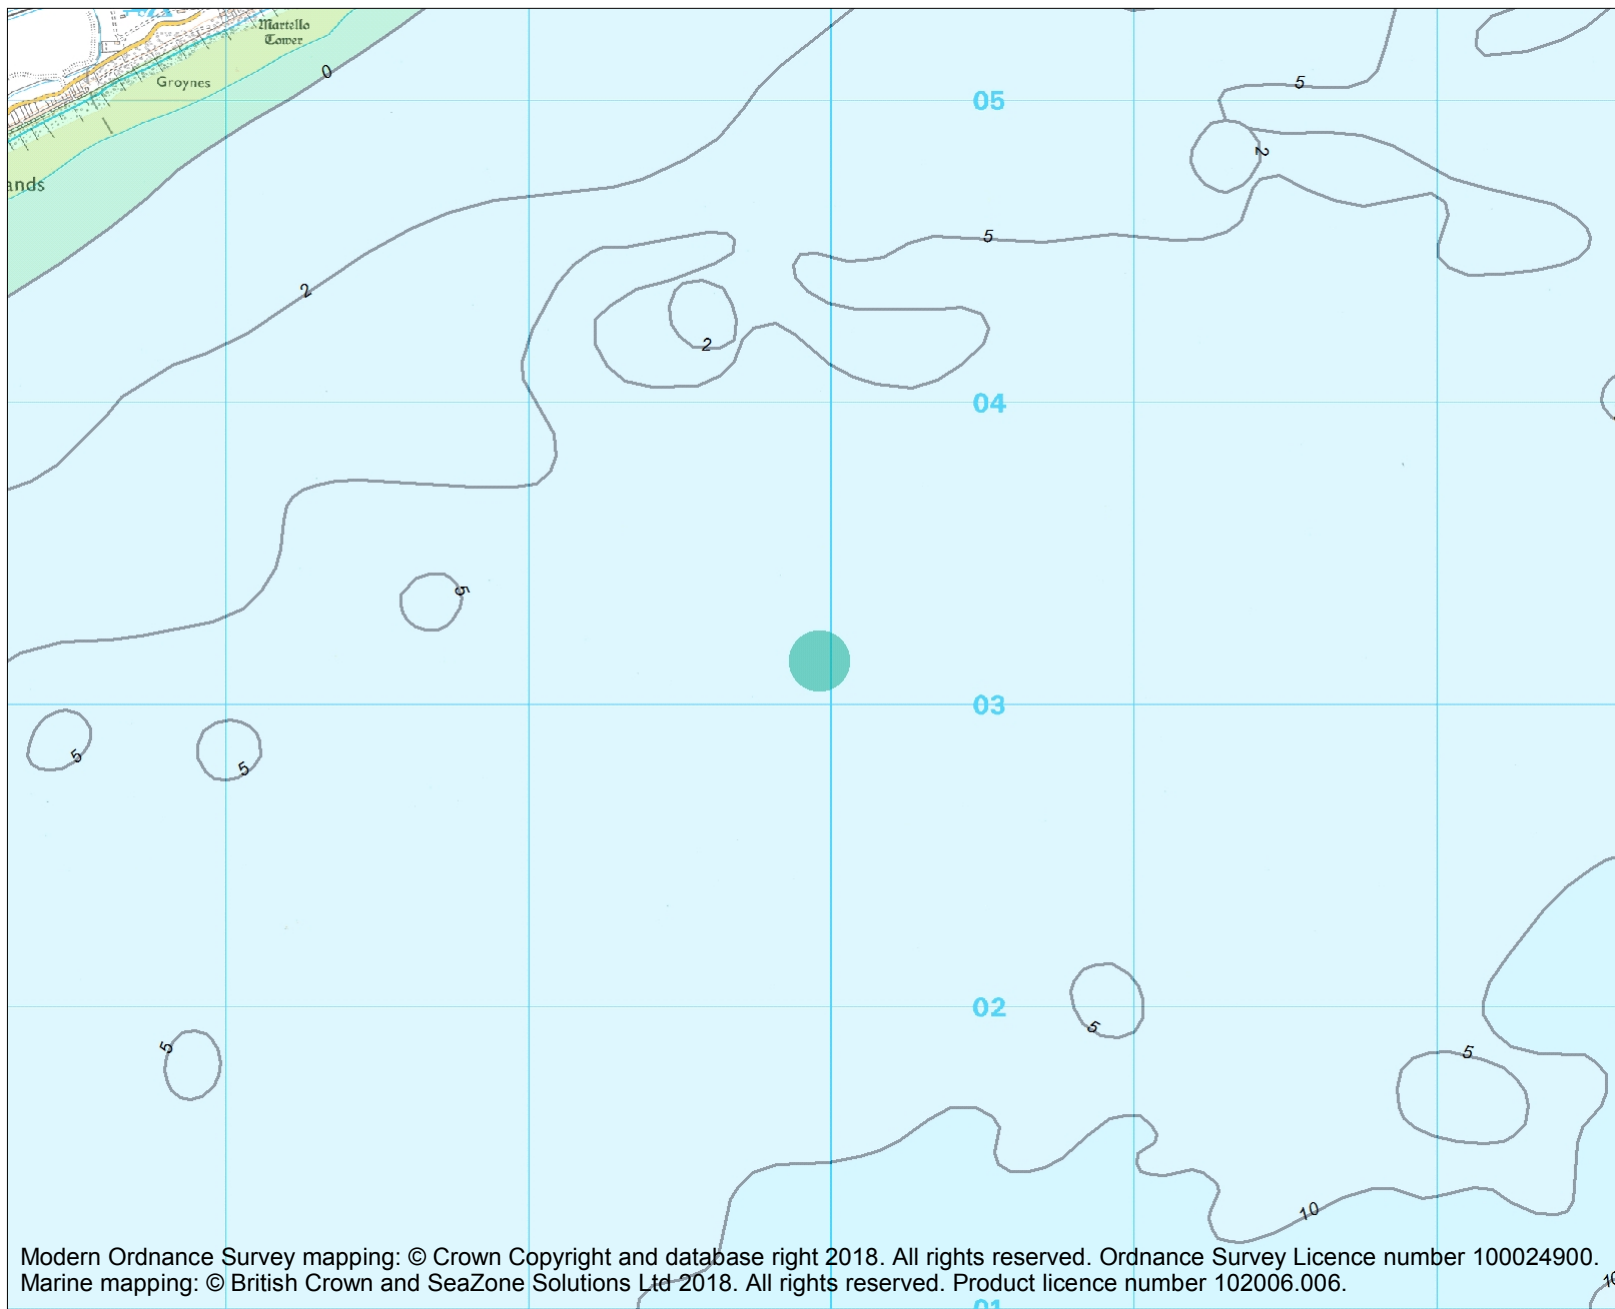 Martello
Tower
0
Groynes
5
05
2
ands
5
2
2
04
5
03
5
5
02
5
5
5
10
Modern Ordnance Survey mapping: © Crown Copyright and database right 2018. All rights reserved. Ordnance Survey Licence number 100024900.
Marine mapping: © British Crown and SeaZone Solutions Ltd 2018. All rights reserved. Product licence number 102006.006.